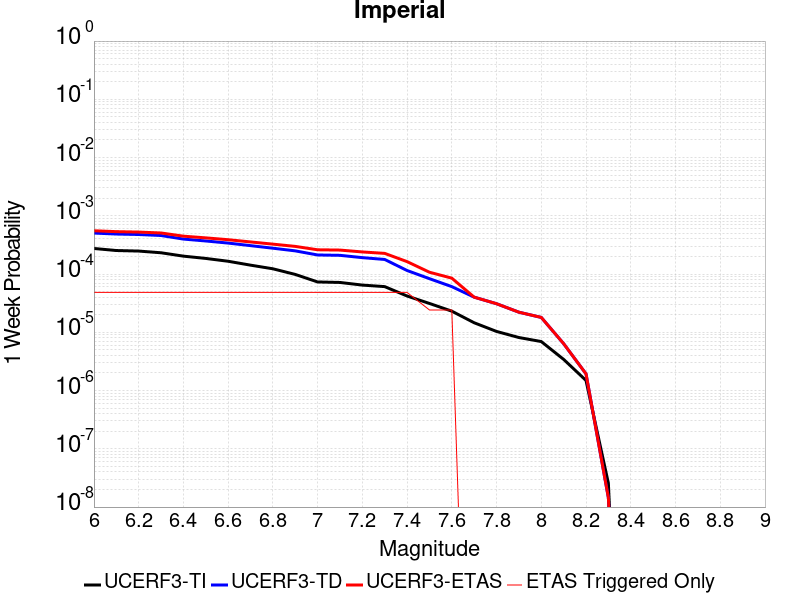 Imperial
10 0
10 -1
10 -2
10 -3
10 -4
10 -5
10 -6
10 -7
10 -8
1 Week Probability
6 6.2 6.4 6.6 6.8 7 7.2 7.4 7.6 7.8 8 8.2 8.4 8.6 8.8 9
Magnitude
UCERF3-TI UCERF3-TD UCERF3-ETAS ETAS Triggered Only